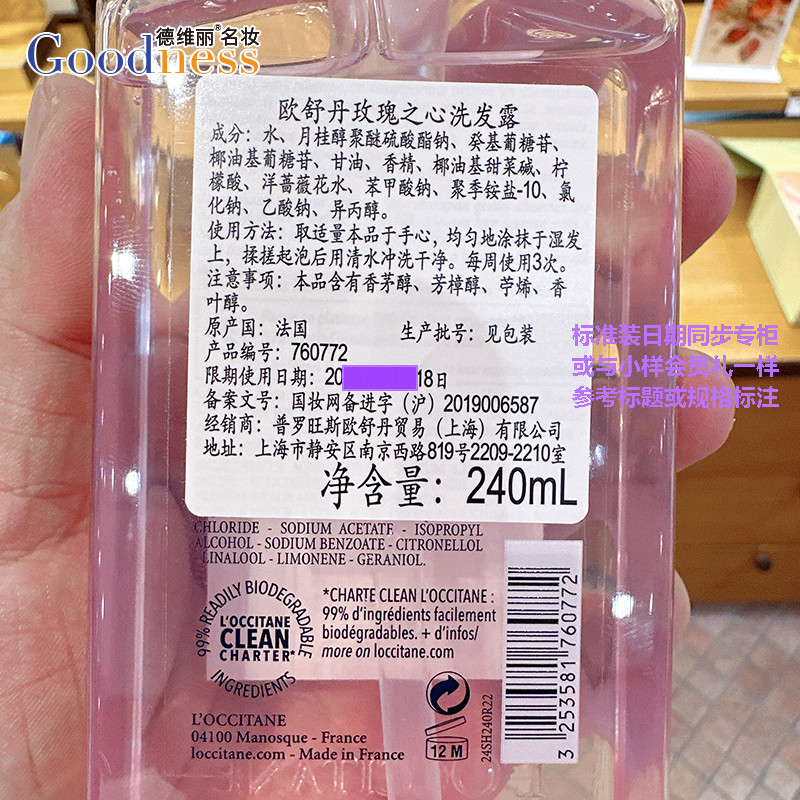 德维丽®名妆
Goodness
欧舒丹玫瑰之心洗发露
成分：水、月桂醇聚醚硫酸酯钠、癸基葡糖苷、
椰油基葡糖苷、甘油、香精、椰油基甜菜碱、柠
檬酸、洋蔷薇花水、苯甲酸钠、聚季铵盐-10、氯
化钠、乙酸钠、异丙醇。
使用方法：取适量本品于手心，均匀地涂抹于湿发
上，揉搓起泡后用清水冲洗干净。每周使用3次。
注意事项：本品含有香茅醇、芳樟醇、苧烯、香
叶醇。
原产国：法国 生产批号：见包装
产品编号：760772
限期使用日期：20 18日
备案文号：国妆网备进字（沪）2019006587
经销商：普罗旺斯欧舒丹贸易（上海）有限公司
地址：上海市静安区南京西路819号2209-2210室
净含量：240mL
标准装日期同步专柜
或与小样会员礼一样
参考标题或规格标注
CHLORIDE - SODIUM ACETATE - ISOPROPYL
ALCOHOL - SODIUM BENZOATE - CITRONELLOL
LINALOOL - LIMONENE - GERANIOL.
99% READILY BIODEGRADABLE
L'OCCITANE
CLEAN
CHARTER*
INGREDIENTS
*CHARTE CLEAN L'OCCITANE :
99% d'ingrédients facilement
biodégradables. + d'infos/
more on loccitane.com
L'OCCITANE
04100 Manosque - France
loccitane.com - Made in France
12 M
24SH240R22
3 253581 760772